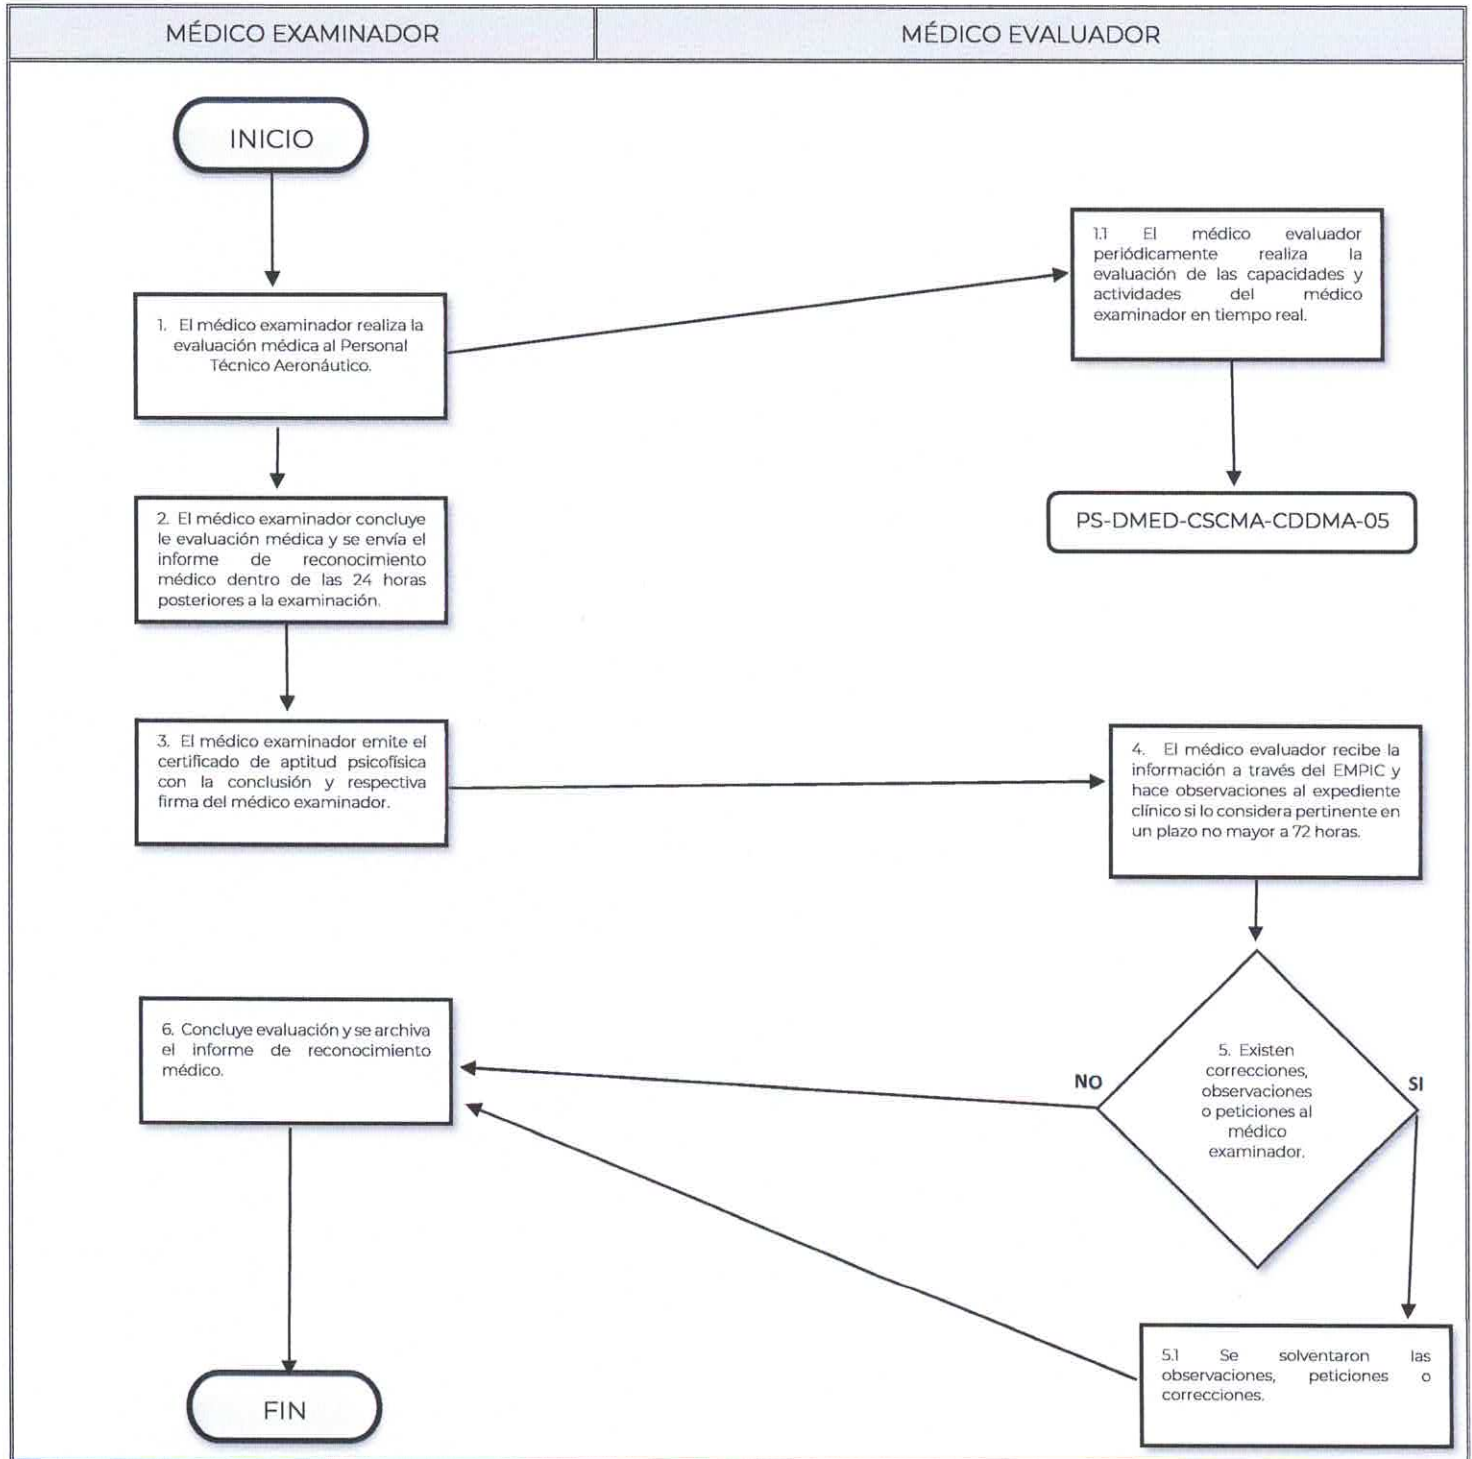 MÉDICO EXAMINADOR
MÉDICO EVALUADOR
INICIO
1.1 El médico evaluador
periódicamente realiza la
evaluación de las capacidades y
actividades del médico
examinador en tiempo real.
1. El médico examinador realiza la
evaluación médica al Personal
Técnico Aeronáutico.
PS-DMED-CSCMA-CDDMA-05
2. El médico examinador concluye
le evaluación médica y se envía el
informe de reconocimiento
médico dentro de las 24 horas
posteriores a la examinación.
3. El médico examinador emite el
certificado de aptitud psicofísica
con la conclusión y respectiva
firma del médico examinador.
4. El médico evaluador recibe la
información a través del EMPIC y
hace observaciones al expediente
clínico si lo considera pertinente en
un plazo no mayor a 72 horas.
5. Existen
correcciones,
observaciones
o peticiones al
médico
examinador.
NO
SI
6. Concluye evaluación y se archiva
el informe de reconocimiento
médico.
5.1 Se solventaron las
observaciones, peticiones o
correcciones.
FIN